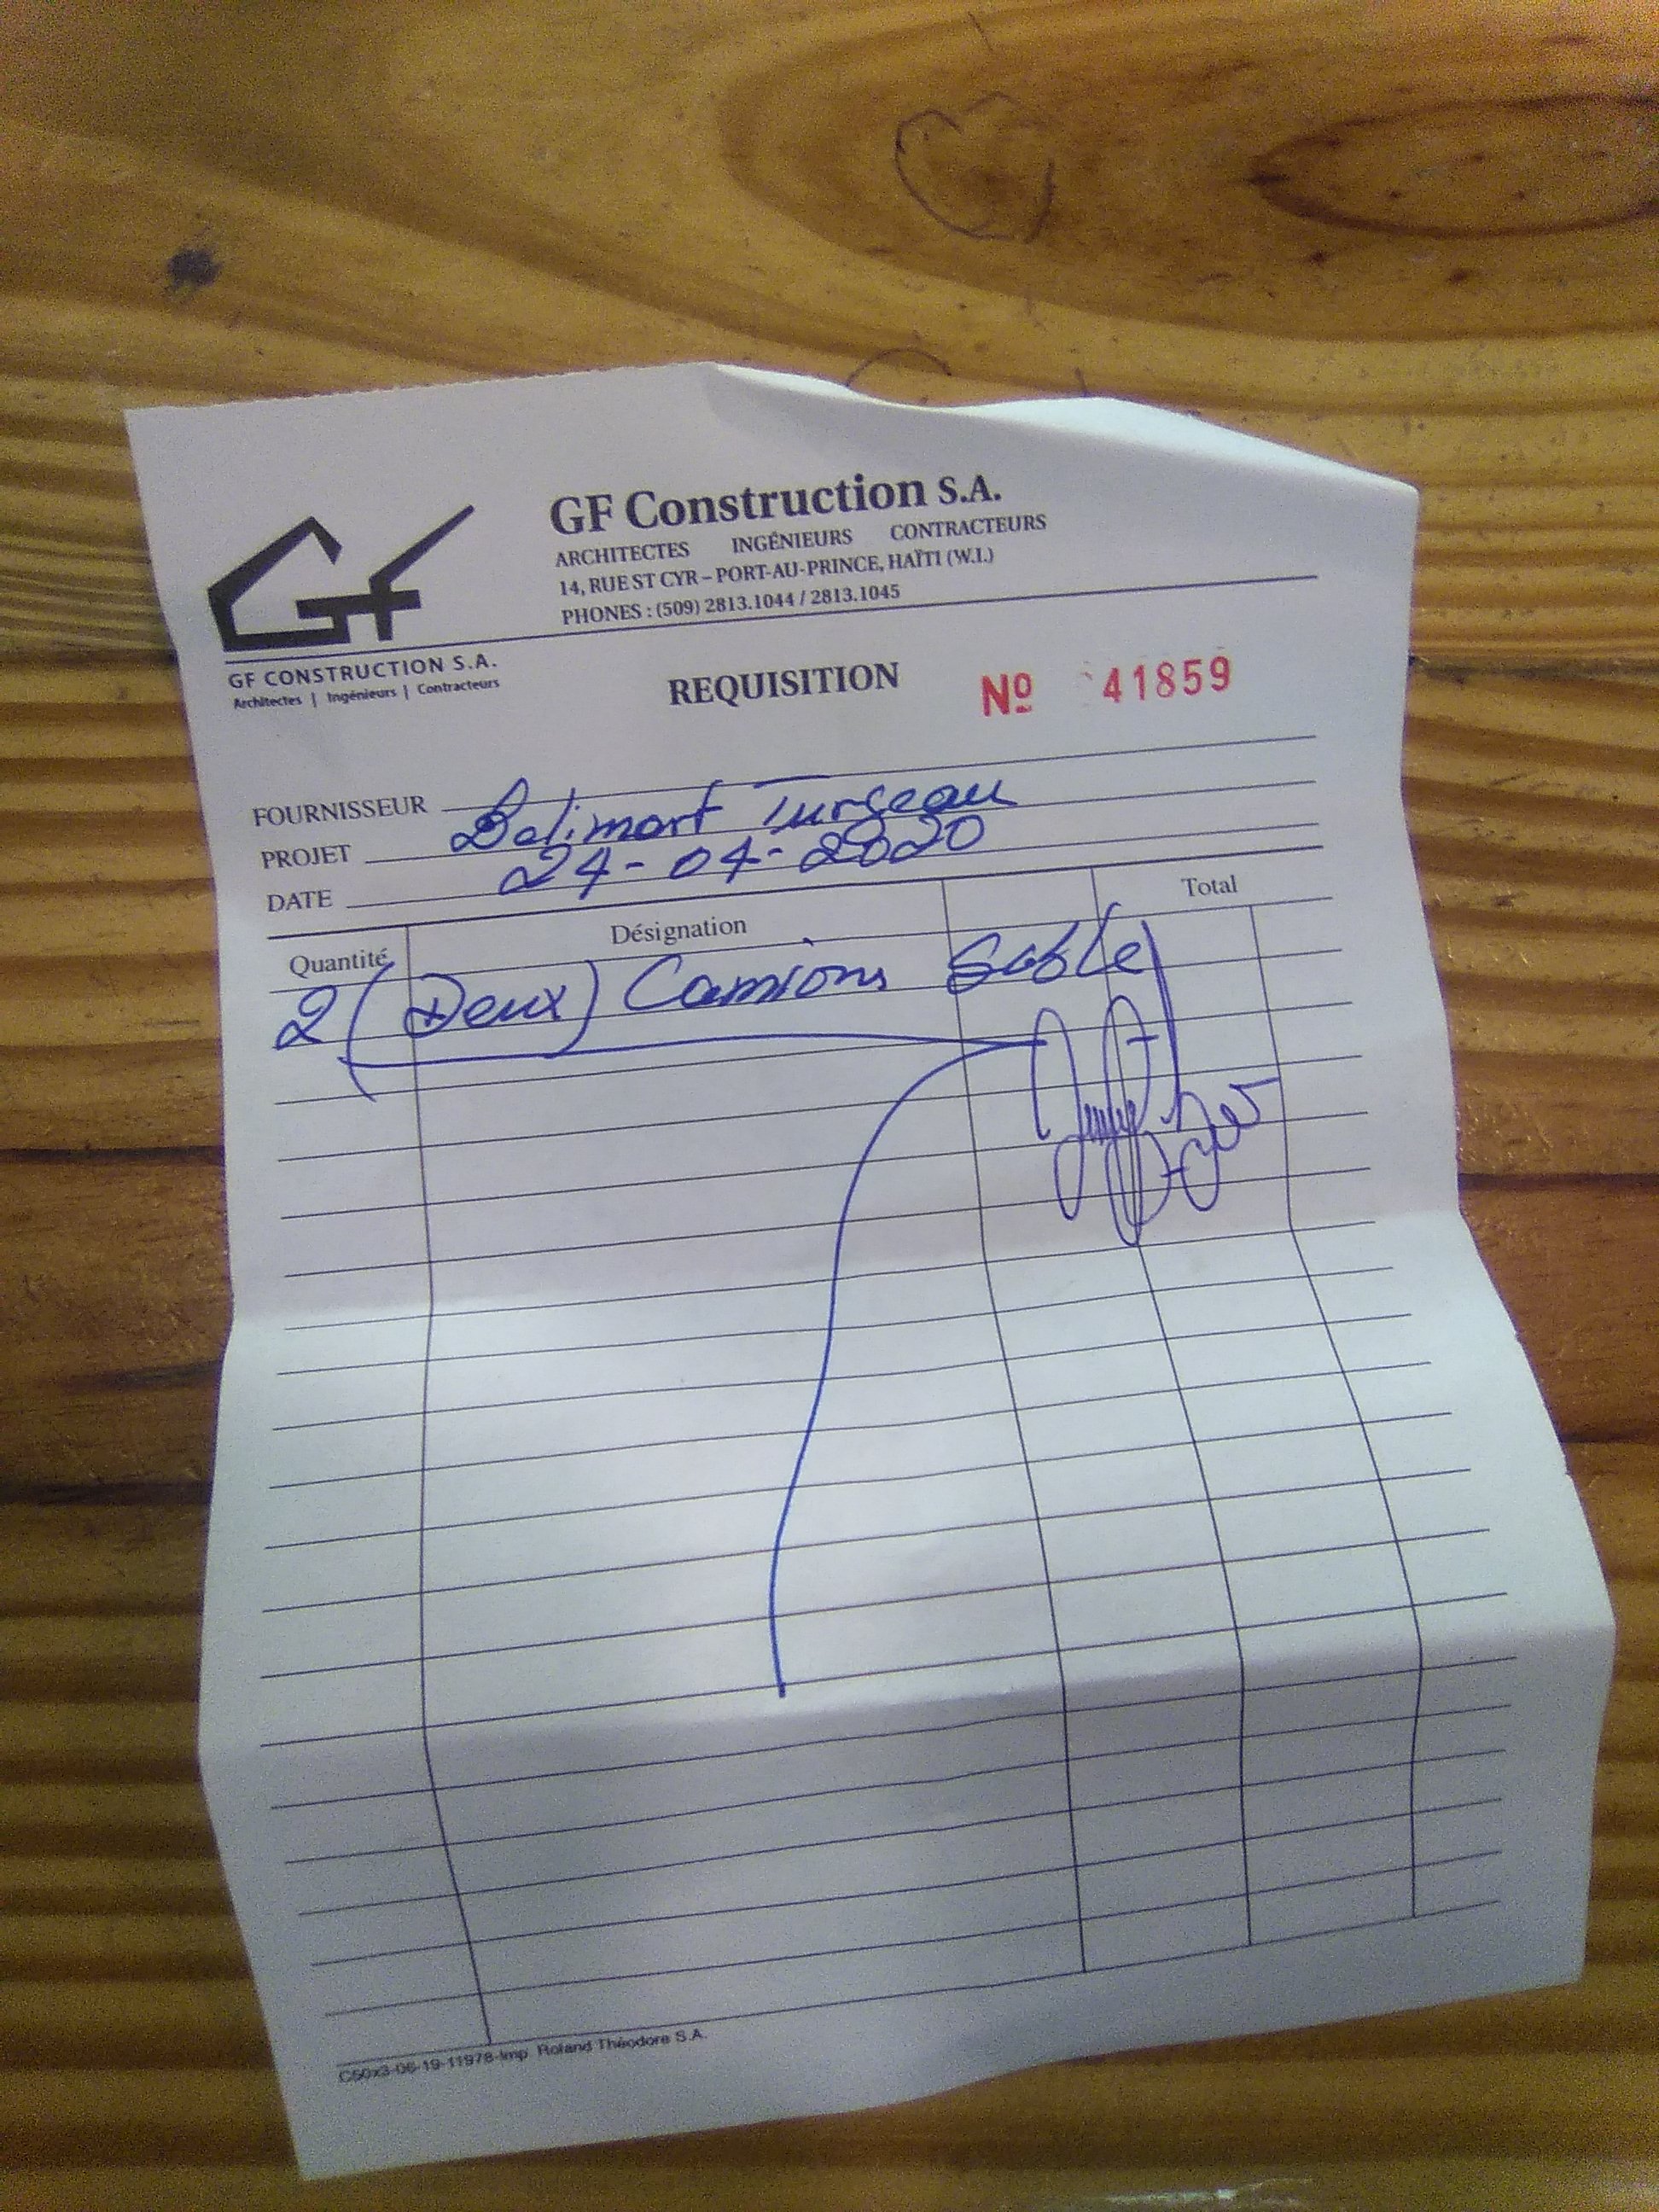 GF Construction S.A.
ARCHITECTES INGÉNIEURS CONTRACTEURS
14, RUE ST CYR – PORT-AU-PRINCE, HAÏTI (W.I.)
PHONES : (509) 2813.1044 / 2813.1045
GF
GF CONSTRUCTION S.A.
Architectes | Ingénieurs | Contracteurs
REQUISITION Nº 41859
FOURNISSEUR
PROJET Batimart Turgeau
DATE 24-04-2020
Quantité Désignation Total
2 (Deux) Camions Sable
C50x3-06-19-11978-Imp Roland Théodore S.A.